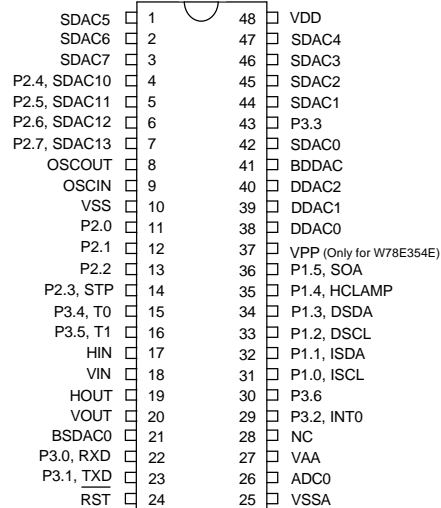 SDAC5 1 48 VDD
SDAC6 2 47 SDAC4
SDAC7 3 46 SDAC3
P2.4, SDAC10 4 45 SDAC2
P2.5, SDAC11 5 44 SDAC1
P2.6, SDAC12 6 43 P3.3
P2.7, SDAC13 7 42 SDAC0
OSCOUT 8 41 BDDAC
OSCIN 9 40 DDAC2
VSS 10 39 DDAC1
P2.0 11 38 DDAC0
P2.1 12 37 VPP (Only for W78E354E)
P2.2 13 36 P1.5, SOA
P2.3, STP 14 35 P1.4, HCLAMP
P3.4, T0 15 34 P1.3, DSDA
P3.5, T1 16 33 P1.2, DSCL
HIN 17 32 P1.1, ISDA
VIN 18 31 P1.0, ISCL
HOUT 19 30 P3.6
VOUT 20 29 P3.2, INT0
BSDAC0 21 28 NC
P3.0, RXD 22 27 VAA
P3.1, TXD 23 26 ADC0
RST 24 25 VSSA